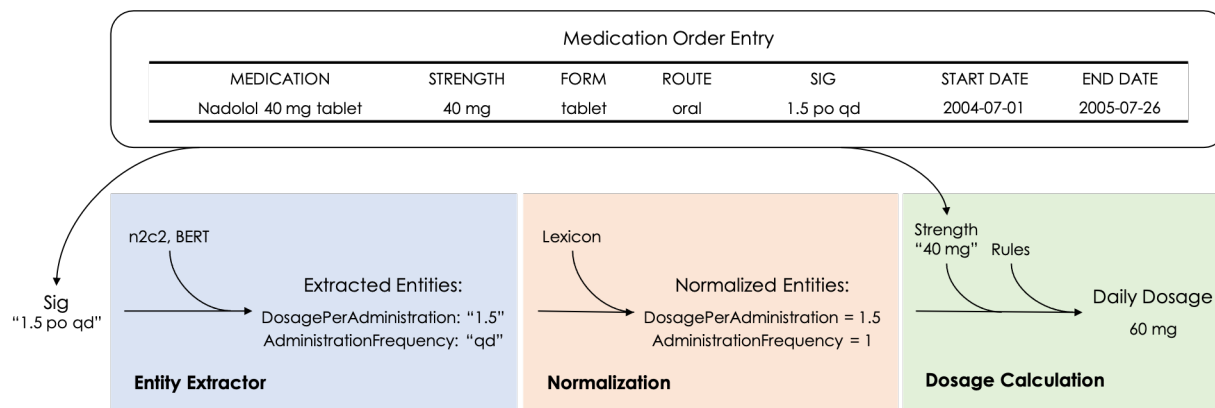 Medication Order Entry
MEDICATION STRENGTH FORM ROUTE SIG START DATE END DATE
Nadolol 40 mg tablet 40 mg tablet oral 1.5 po qd 2004-07-01 2005-07-26
Sig
“1.5 po qd”
n2c2, BERT
Extracted Entities:
DosagePerAdministration: “1.5”
AdministrationFrequency: “qd”
Entity Extractor
Lexicon
Normalized Entities:
DosagePerAdministration = 1.5
AdministrationFrequency = 1
Normalization
Strength
“40 mg”
Rules
Daily Dosage
60 mg
Dosage Calculation